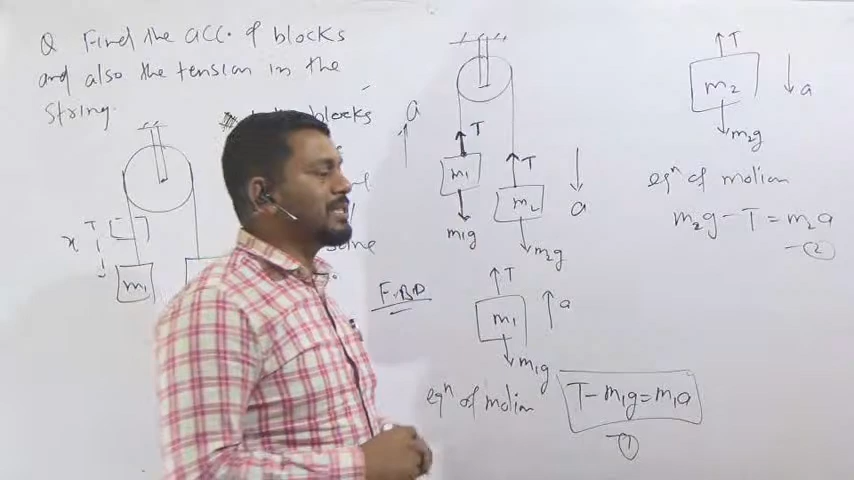 Q Find the acc. of blocks
and also the tension in the
string.
blocks
T
x
m1
a
T
m1
m1g
T
m2
m2g
a
F.B.D
T
m1
a
m1g
eqn of motion
T - m1g = m1a
1
T
m2
a
m2g
eqn of motion
m2g - T = m2a
- 2